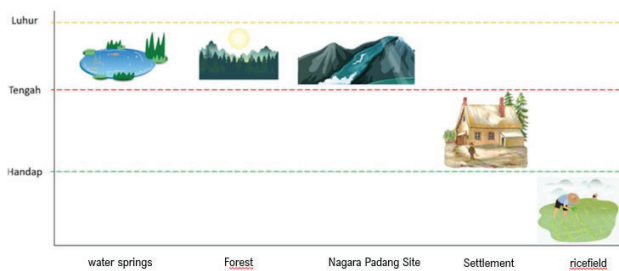 Luhur
Tengah
Handap
water springs Forest Nagara Padang Site Settlement ricefield